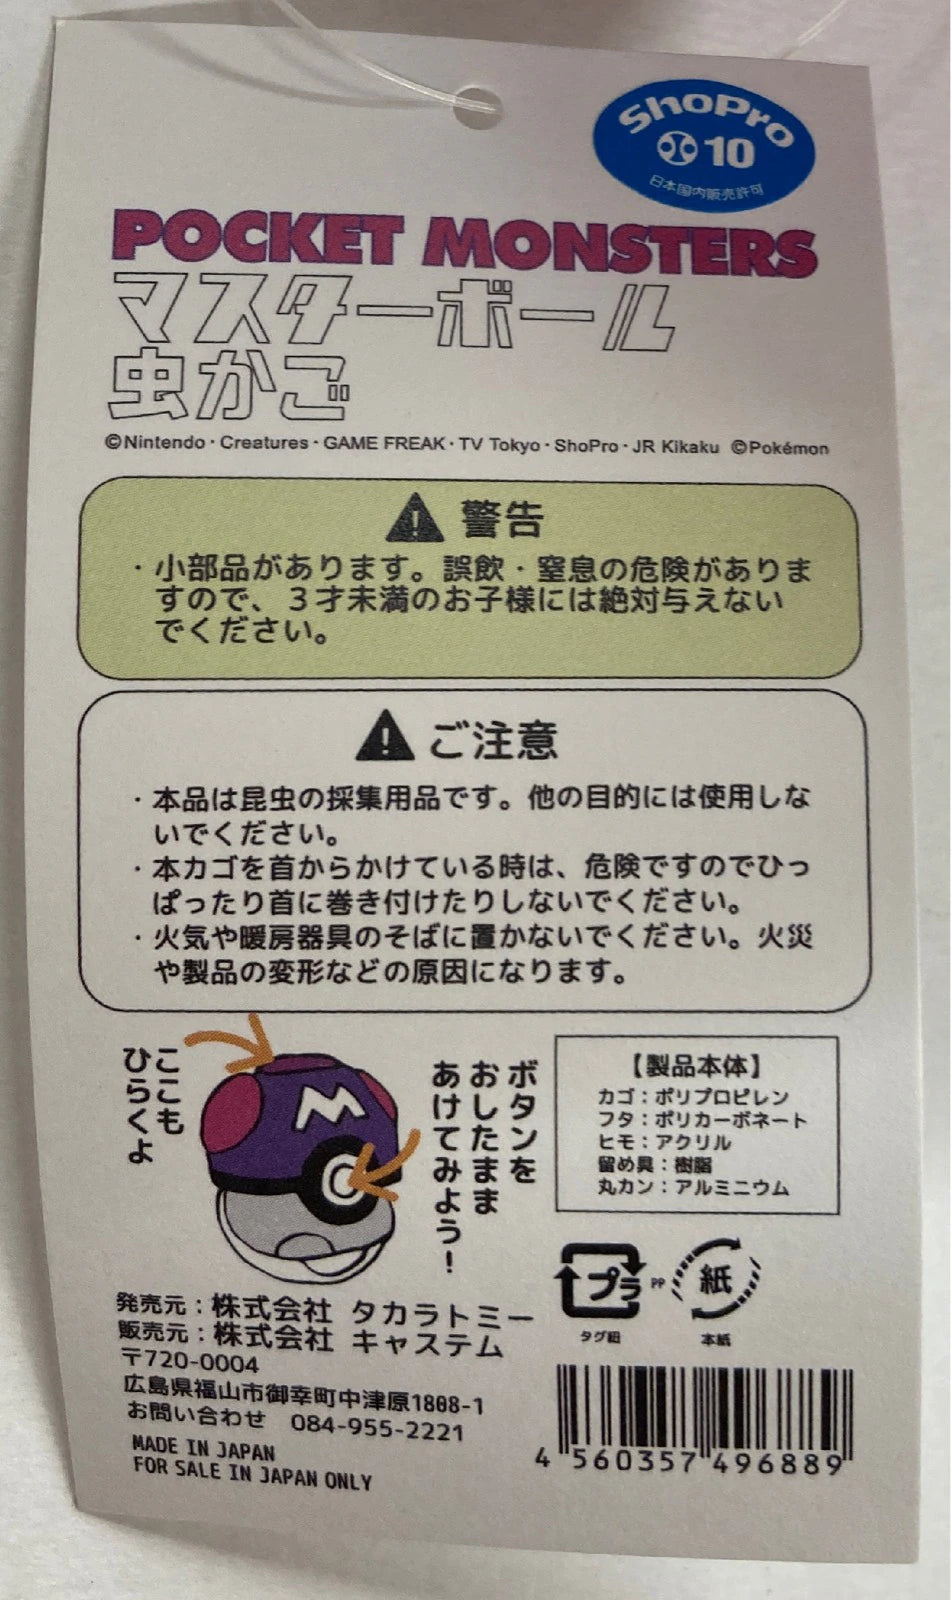 ShoPro
10
日本国内販売許可
POCKET MONSTERS
マスターボール
虫かご
©Nintendo・Creatures・GAME FREAK・TV Tokyo・ShoPro・JR Kikaku ©Pokémon
警告
・小部品があります。誤飲・窒息の危険がありま
すので、３才未満のお子様には絶対与えない
でください。
ご注意
・本品は昆虫の採集用品です。他の目的には使用しな
いでください。
・本カゴを首からかけている時は、危険ですのでひっ
ぱったり首に巻き付けたりしないでください。
・火気や暖房器具のそばに置かないでください。火災
や製品の変形などの原因になります。
ここも
ひらくよ
M
ボタンを
おしたまま
あけてみよう！
【製品本体】
カゴ：ポリプロピレン
フタ：ポリカーボネート
ヒモ：アクリル
留め具：樹脂
丸カン：アルミニウム
プラ
PP
タグ紐
紙
本紙
発売元：株式会社 タカラトミー
販売元：株式会社 キャステム
〒720-0004
広島県福山市御幸町中津原1808-1
お問い合わせ 084-955-2221
MADE IN JAPAN
FOR SALE IN JAPAN ONLY
4 560357 496889